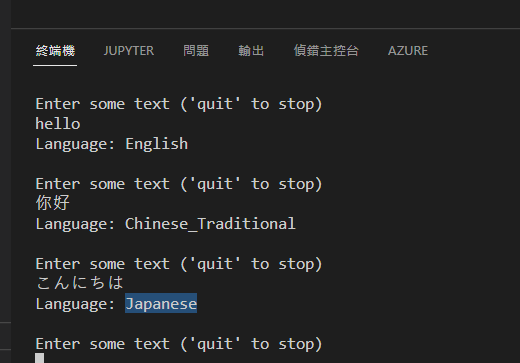 終端機 JUPYTER 問題 輸出 偵錯主控台 AZURE
Enter some text ('quit' to stop)
hello
Language: English
Enter some text ('quit' to stop)
你好
Language: Chinese_Traditional
Enter some text ('quit' to stop)
こんにちは
Language: Japanese
Enter some text ('quit' to stop)